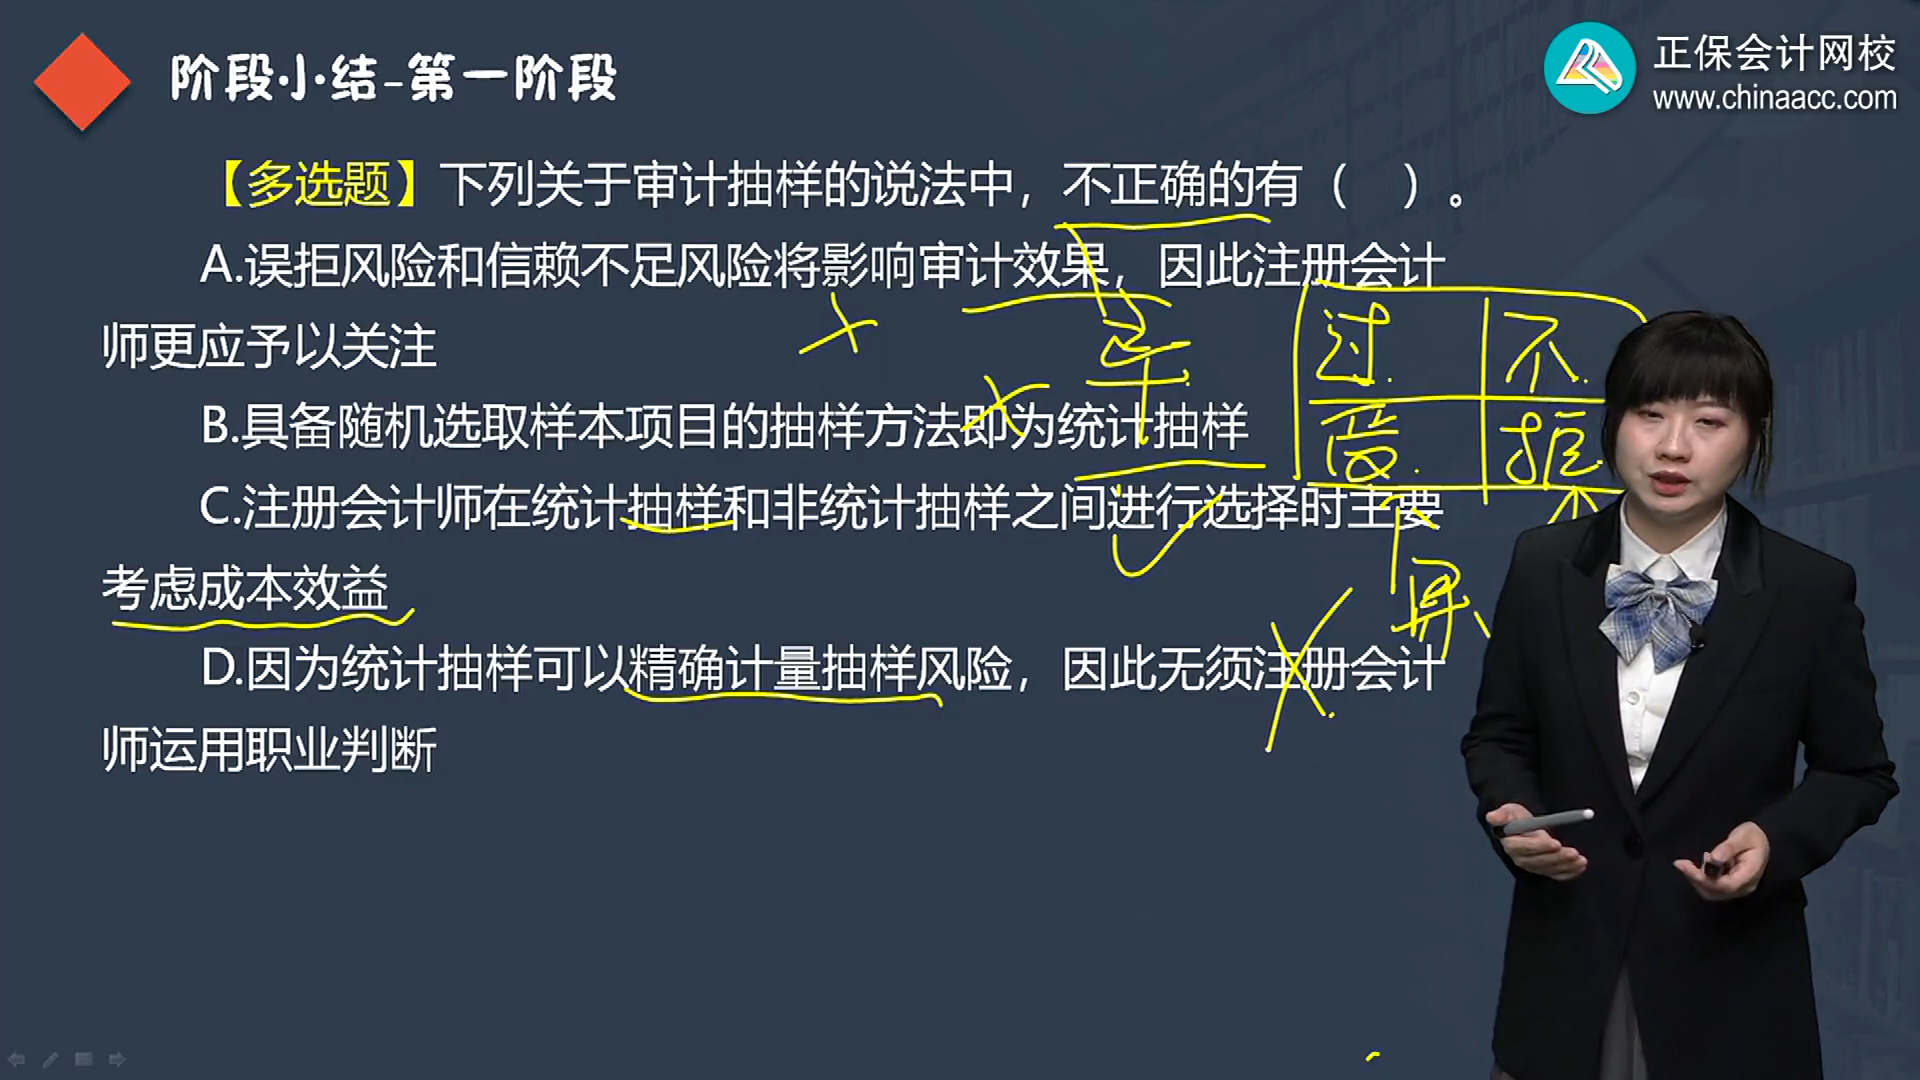 阶段小结-第一阶段
正保会计网校
www.chinaacc.com
【多选题】下列关于审计抽样的说法中，不正确的有（ ）。
A.误拒风险和信赖不足风险将影响审计效果，因此注册会计
师更应予以关注
B.具备随机选取样本项目的抽样方法即为统计抽样
C.注册会计师在统计抽样和非统计抽样之间进行选择时主要
考虑成本效益
D.因为统计抽样可以精确计量抽样风险，因此无须注册会计
师运用职业判断
率
过 不
受 拒
果